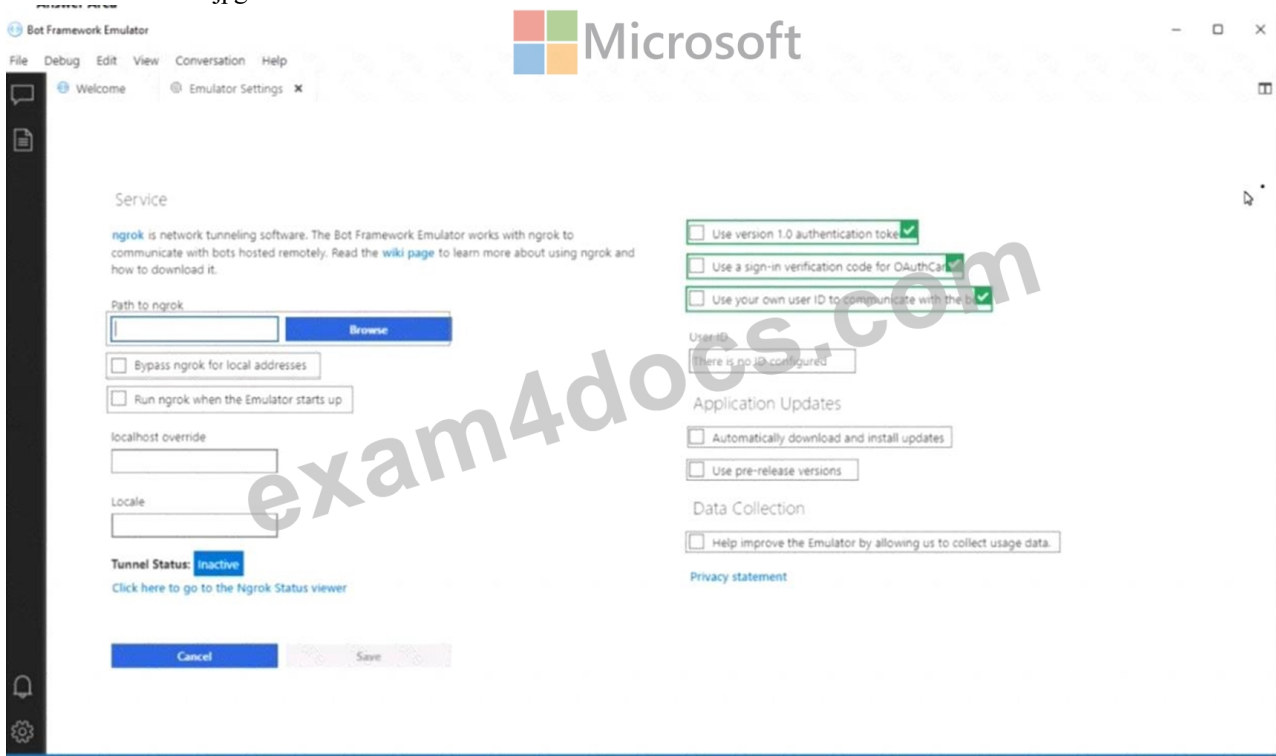 Answer Area
jpg
Bot Framework Emulator
Microsoft
File Debug Edit View Conversation Help
Welcome Emulator Settings
Service
ngrok is network tunneling software. The Bot Framework Emulator works with ngrok to
communicate with bots hosted remotely. Read the wiki page to learn more about using ngrok and
how to download it.
Path to ngrok
Browse
Bypass ngrok for local addresses
Run ngrok when the Emulator starts up
localhost override
Locale
Tunnel Status: Inactive
Click here to go to the Ngrok Status viewer
Cancel Save
Use version 1.0 authentication toke
Use a sign-in verification code for OAuthCar
Use your own user ID to communicate with the b
User ID
There is no ID configured
Application Updates
Automatically download and install updates
Use pre-release versions
Data Collection
Help improve the Emulator by allowing us to collect usage data.
Privacy statement
exam4docs.com